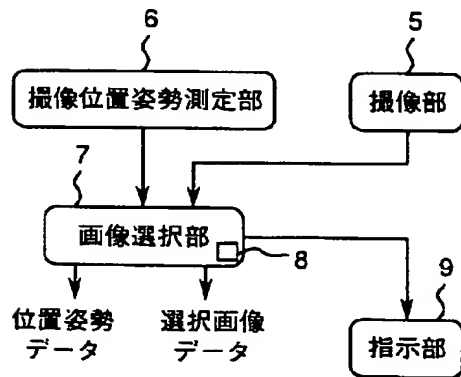 6
5
撮像位置姿勢測定部
撮像部
7
画像選択部
8
9
位置姿勢
データ
選択画像
データ
指示部